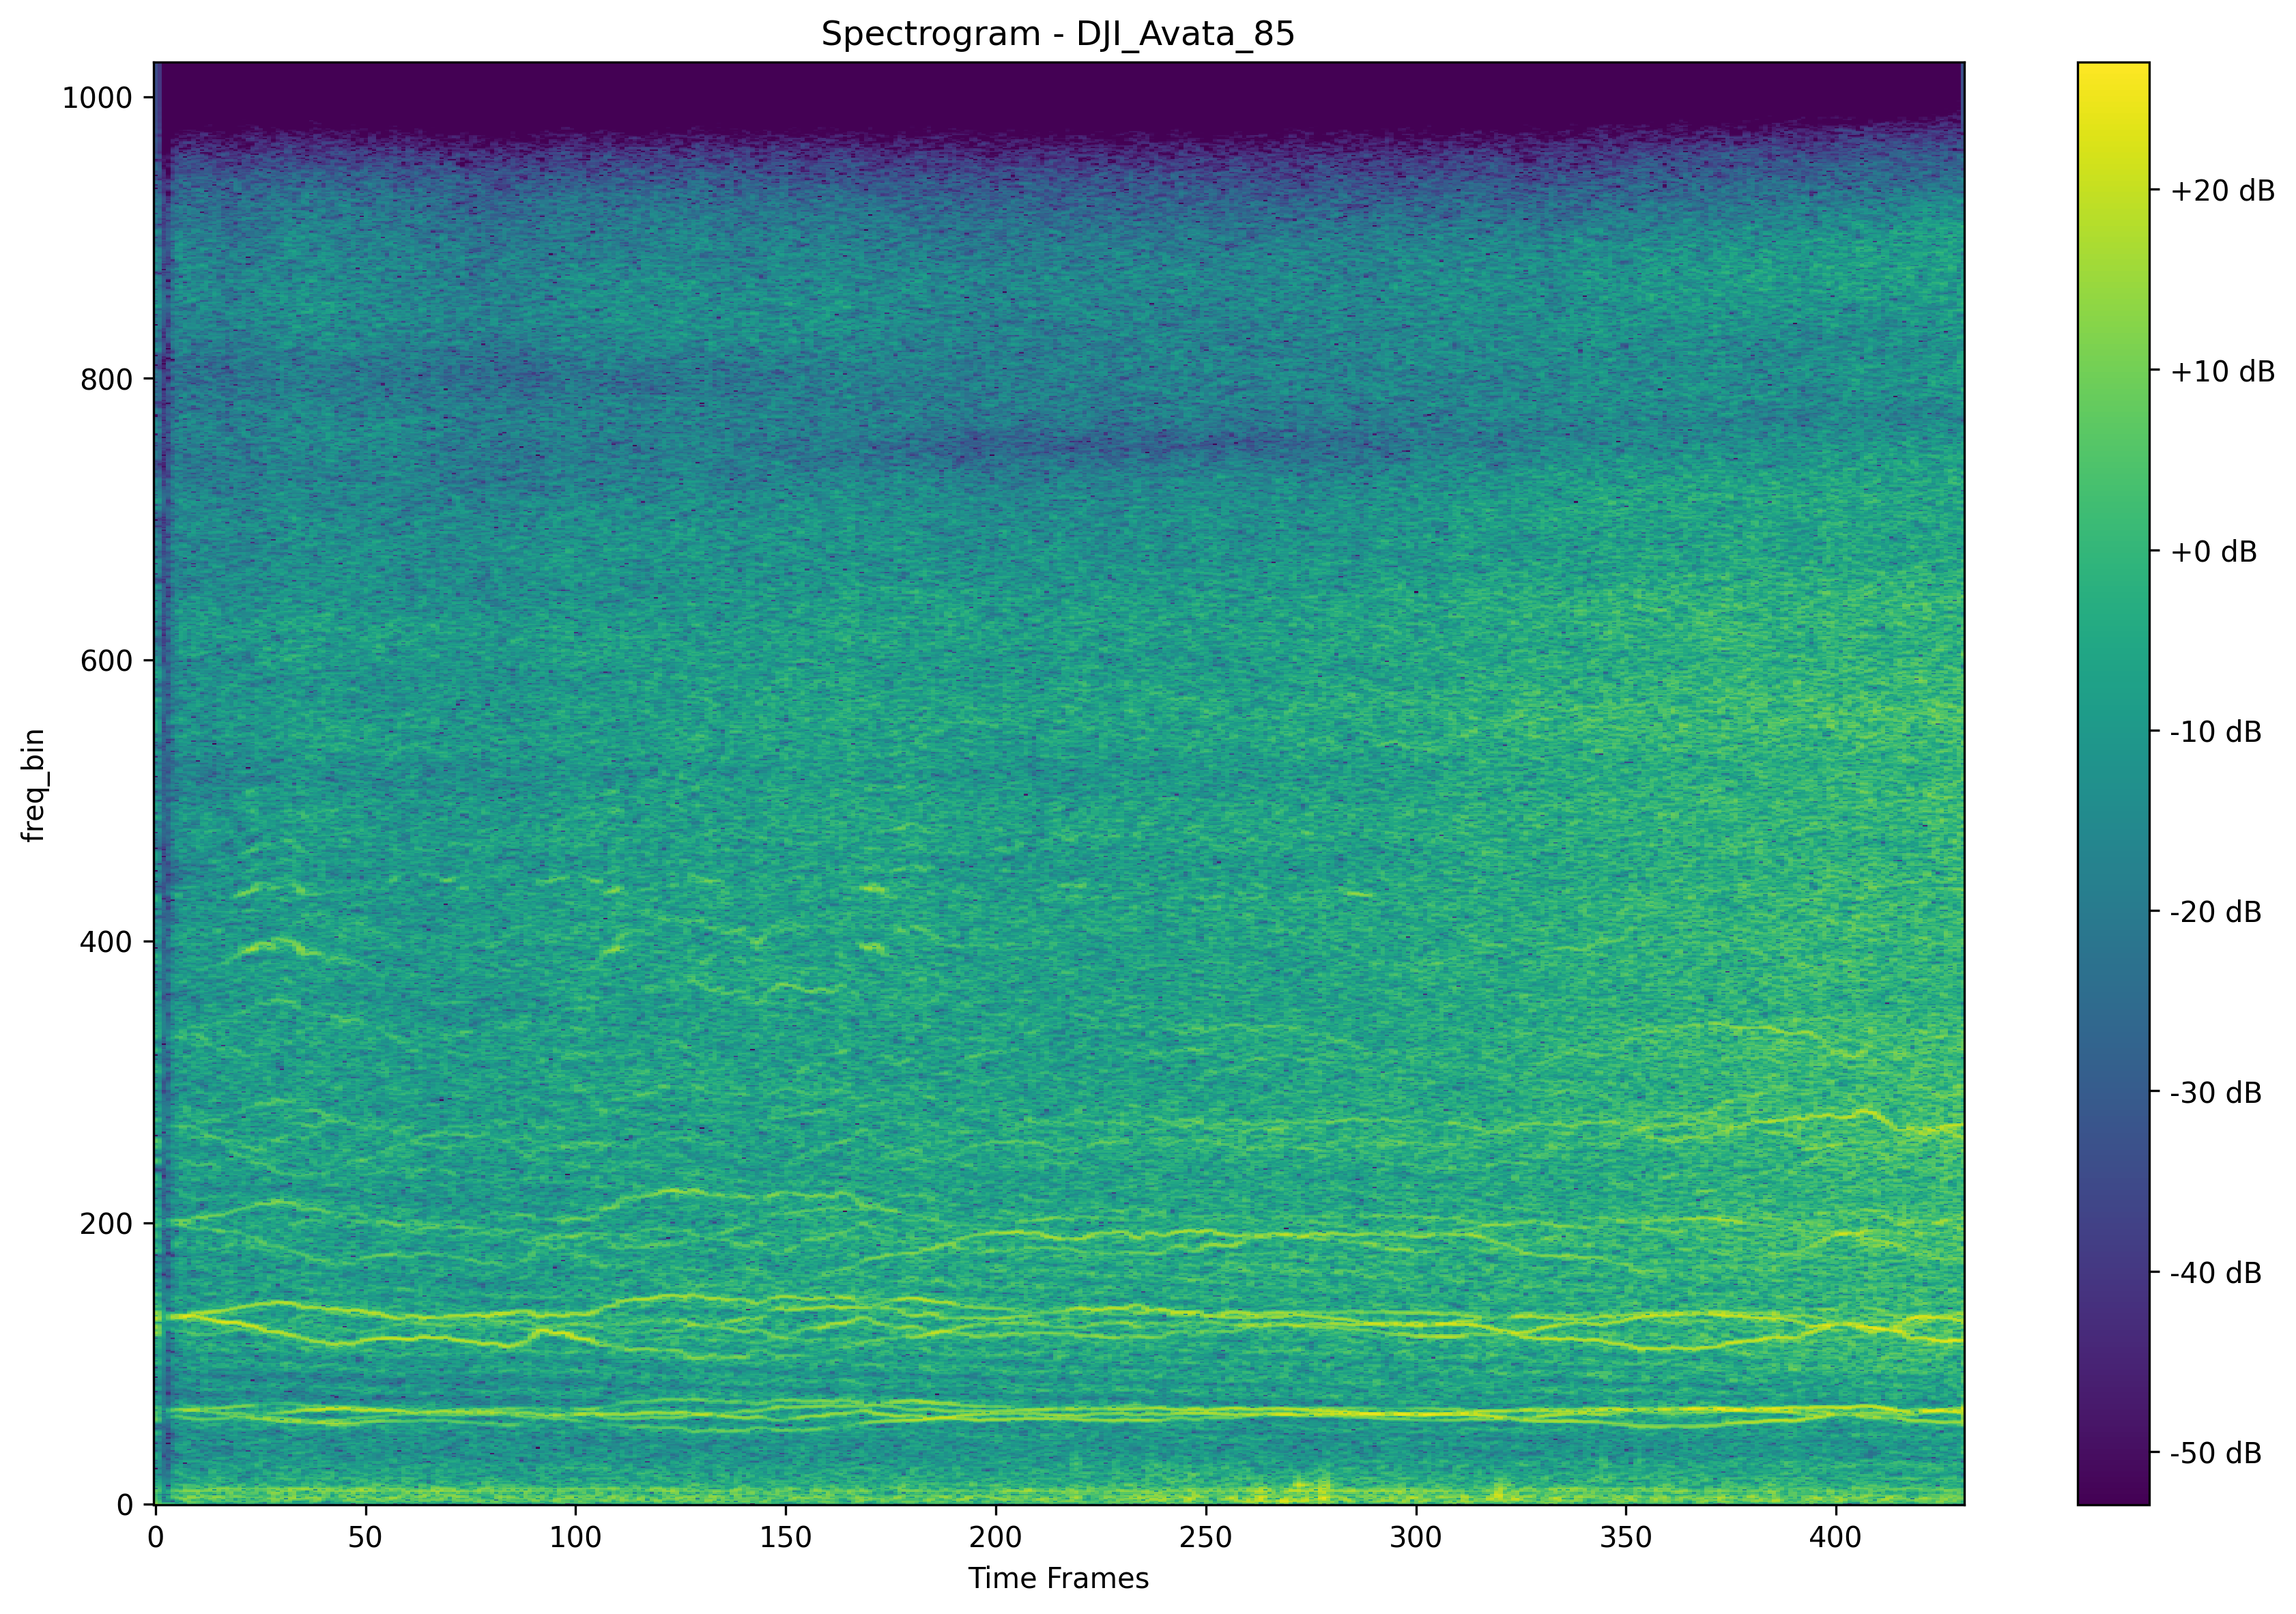 Spectrogram - DJI_Avata_85
1000
800
600
400
200
0
freq_bin
0 50 100 150 200 250 300 350 400
Time Frames
+20 dB
+10 dB
+0 dB
-10 dB
-20 dB
-30 dB
-40 dB
-50 dB